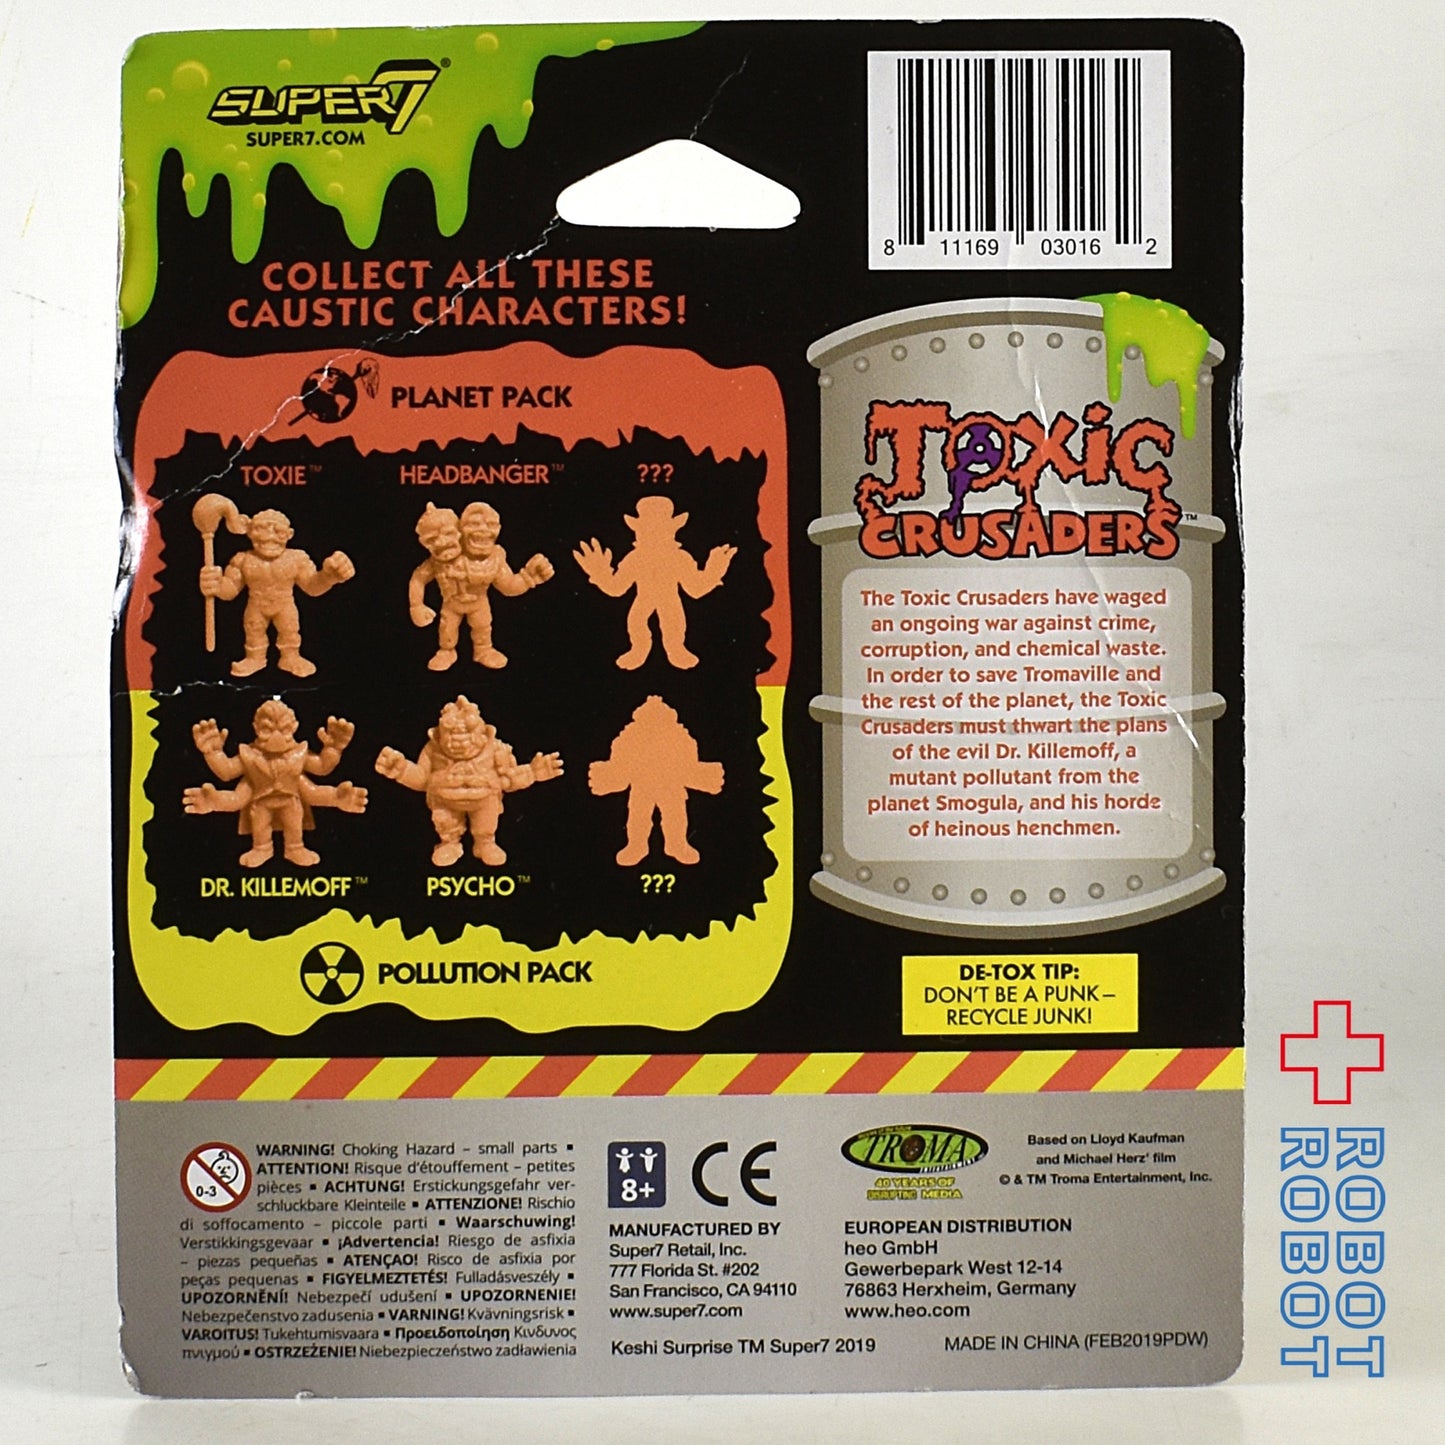 SUPER7®
SUPER7.COM
8 11169 03016 2
COLLECT ALL THESE
CAUSTIC CHARACTERS!
PLANET PACK
TOXIE™ HEADBANGER™ ???
DR. KILLEMOFF™ PSYCHO™ ???
POLLUTION PACK
TOXIC
CRUSADERS™
The Toxic Crusaders have waged
an ongoing war against crime,
corruption, and chemical waste.
In order to save Tromaville and
the rest of the planet, the Toxic
Crusaders must thwart the plans
of the evil Dr. Killemoff, a
mutant pollutant from the
planet Smogula, and his horde
of heinous henchmen.
DE-TOX TIP:
DON'T BE A PUNK–
RECYCLE JUNK!
0-3
WARNING! Choking Hazard – small parts ▪
ATTENTION! Risque d'étouffement – petites
pièces ▪ ACHTUNG! Erstickungsgefahr ver-
schluckbare Kleinteile ▪ ATTENZIONE! Rischio
di soffocamento – piccole parti ▪ Waarschuwing!
Verstikkingsgevaar ▪ ¡Advertencia! Riesgo de asfixia
– piezas pequeñas ▪ ATENÇAO! Risco de asfixia por
peças pequenas ▪ FIGYELMEZTETÉS! Fulladásveszély ▪
UPOZORNĚNÍ! Nebezpečí udušení ▪ UPOZORNENIE!
Nebezpečenstvo zadusenia ▪ VARNING! Kvävningsrisk ▪
VAROITUS! Tukehtumisvaara ▪ Προειδοποίηση Κινδυνος
πνιγμού ▪ OSTRZEŻENIE! Niebezpieczeństwo zadławienia
8+
CE
MANUFACTURED BY
Super7 Retail, Inc.
777 Florida St. #202
San Francisco, CA 94110
www.super7.com
Keshi Surprise TM Super7 2019
TROMA
40 YEARS OF
DISRUPTING MEDIA
Based on Lloyd Kaufman
and Michael Herz' film
© & TM Troma Entertainment, Inc.
EUROPEAN DISTRIBUTION
heo GmbH
Gewerbepark West 12-14
76863 Herxheim, Germany
www.heo.com
MADE IN CHINA (FEB2019PDW)
ROBOT
ROBOT